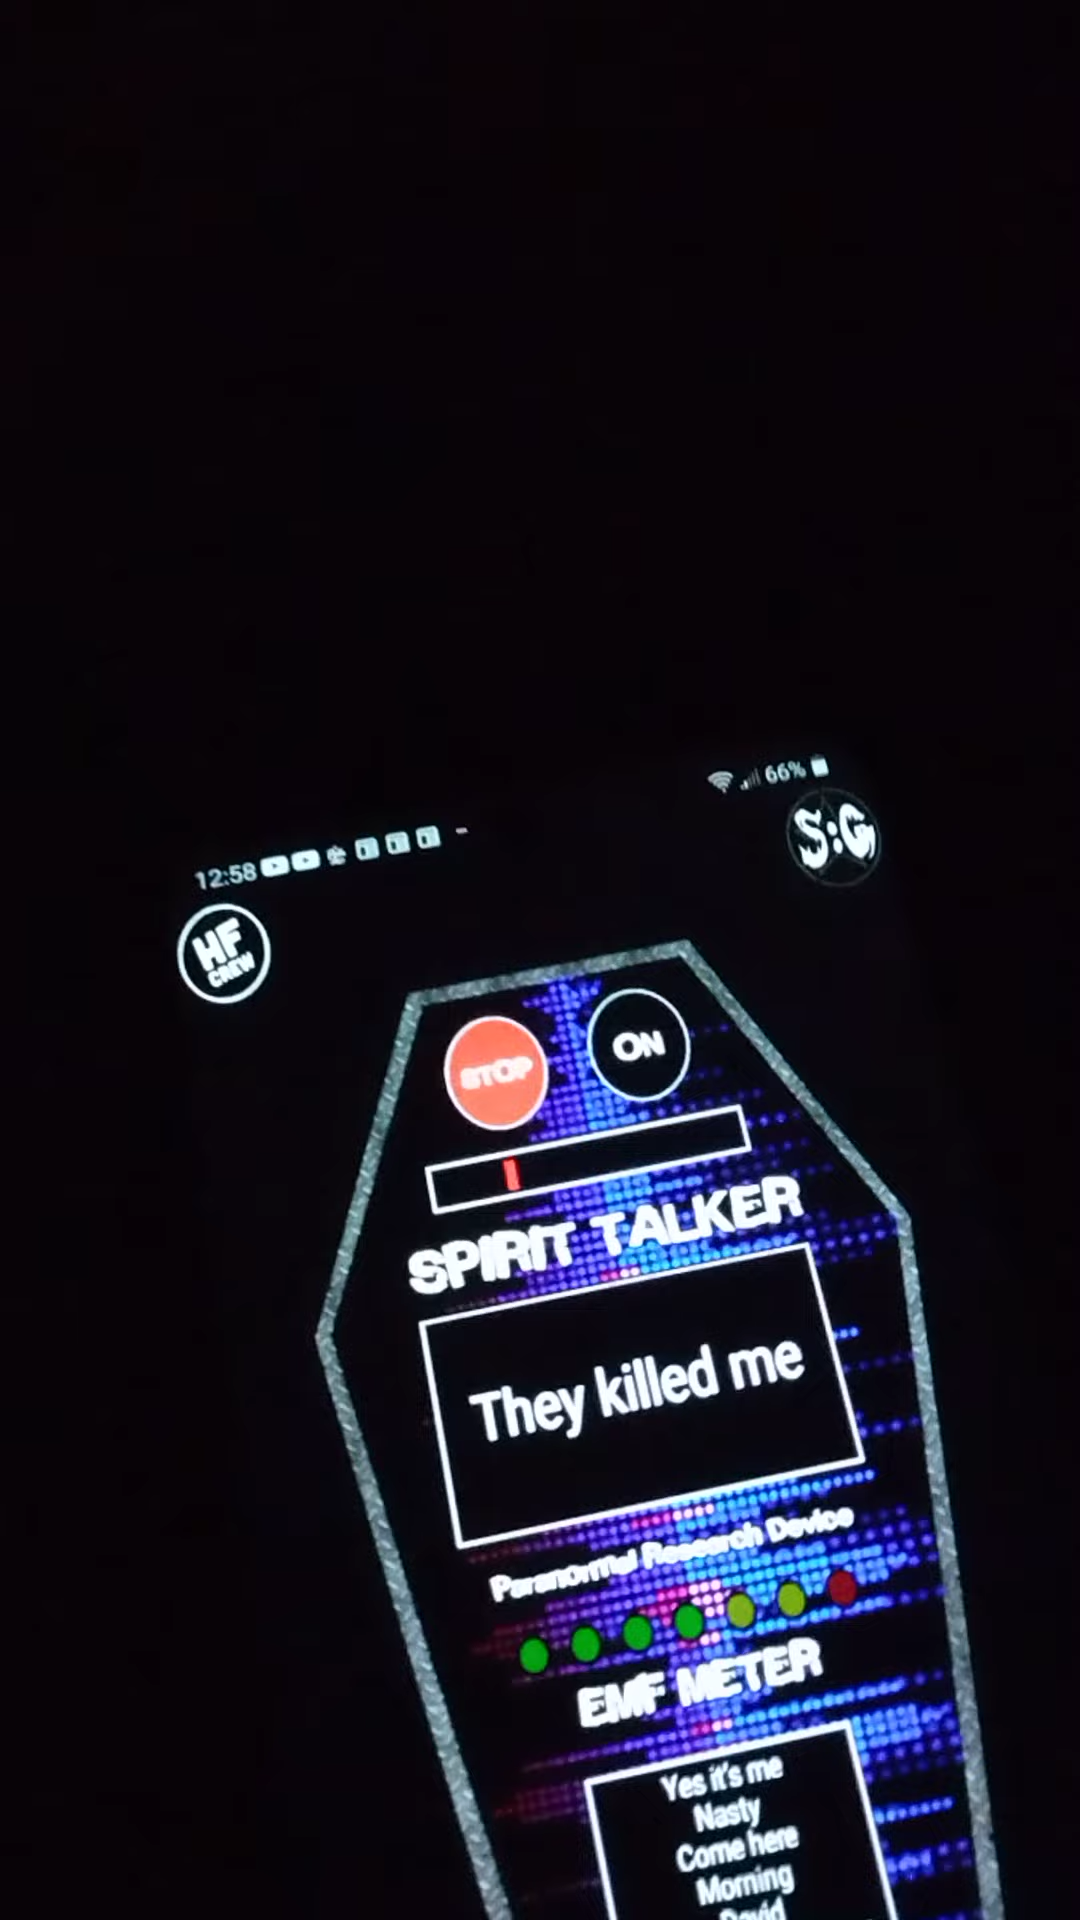 66%
12:58
S:G
HF
CREW
STOP
ON
SPIRIT TALKER
They killed me
Paranormal Research Device
EMF METER
Yes it's me
Nasty
Come here
Morning
David